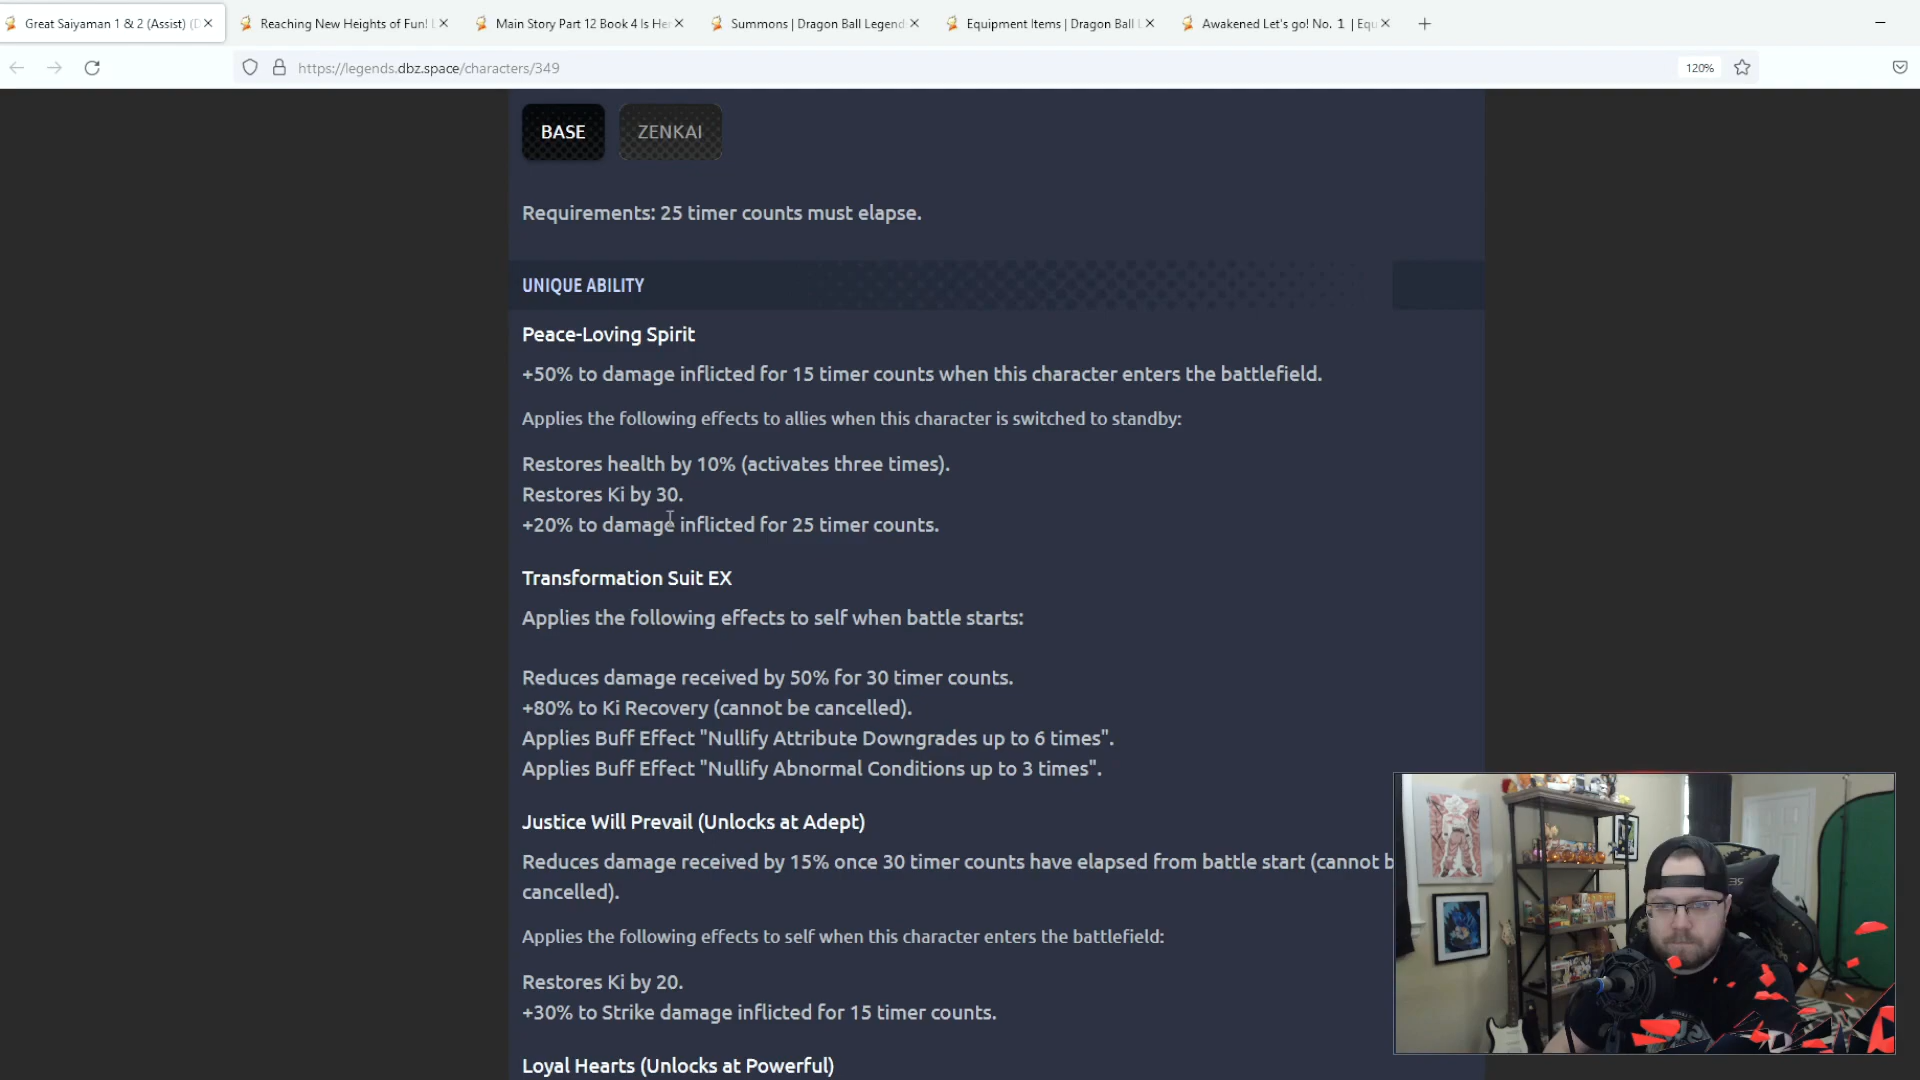 Great Saiyaman 1 & 2 (Assist) (D
Reaching New Heights of Fun! L
Main Story Part 12 Book 4 Is Her
Summons | Dragon Ball Legends
Equipment Items | Dragon Ball L
Awakened Let's go! No. 1 | Equ
https://legends.dbz.space/characters/349
120%
BASE
ZENKAI
Requirements: 25 timer counts must elapse.
UNIQUE ABILITY
Peace-Loving Spirit
+50% to damage inflicted for 15 timer counts when this character enters the battlefield.
Applies the following effects to allies when this character is switched to standby:
Restores health by 10% (activates three times).
Restores Ki by 30.
+20% to damage inflicted for 25 timer counts.
Transformation Suit EX
Applies the following effects to self when battle starts:
Reduces damage received by 50% for 30 timer counts.
+80% to Ki Recovery (cannot be cancelled).
Applies Buff Effect "Nullify Attribute Downgrades up to 6 times".
Applies Buff Effect "Nullify Abnormal Conditions up to 3 times".
Justice Will Prevail (Unlocks at Adept)
Reduces damage received by 15% once 30 timer counts have elapsed from battle start (cannot b
cancelled).
Applies the following effects to self when this character enters the battlefield:
Restores Ki by 20.
+30% to Strike damage inflicted for 15 timer counts.
Loyal Hearts (Unlocks at Powerful)